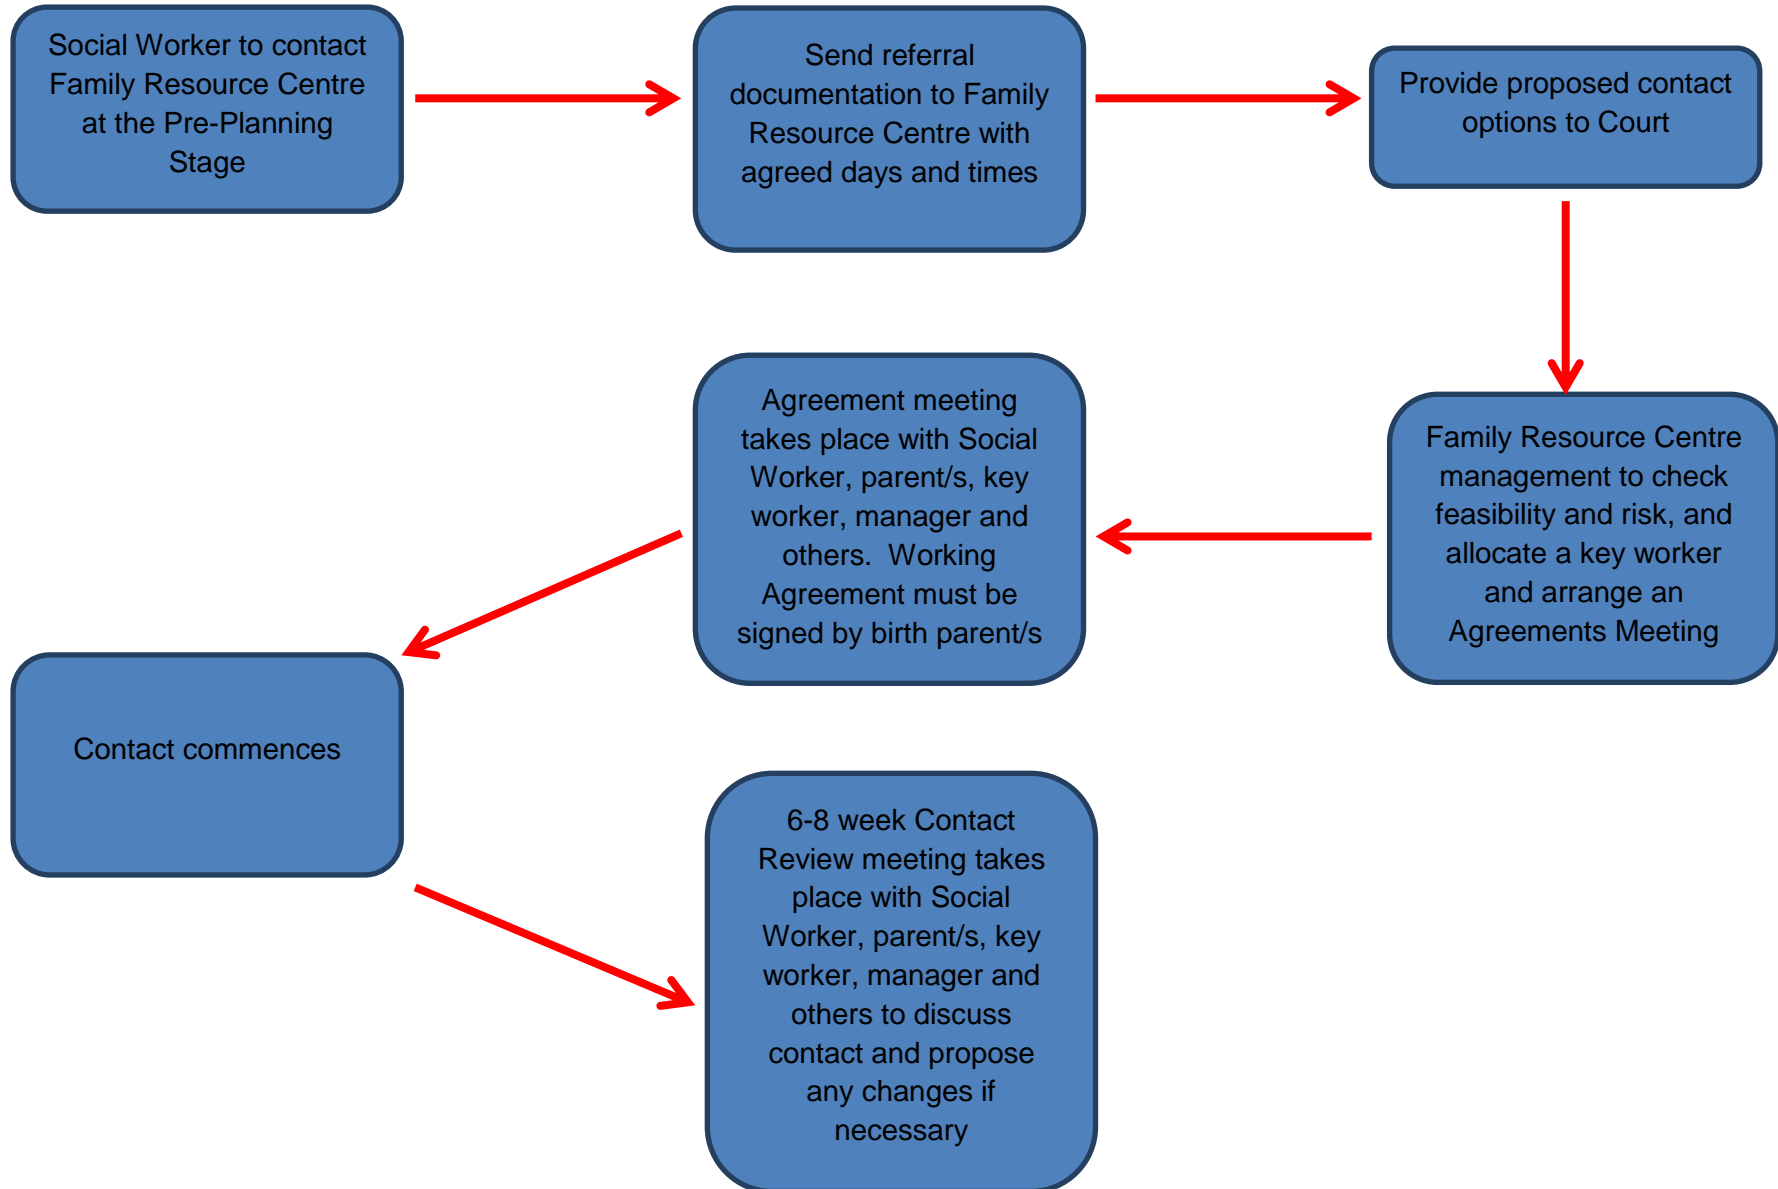 Social Worker to contact
Family Resource Centre
at the Pre-Planning
Stage
Send referral
documentation to Family
Resource Centre with
agreed days and times
Provide proposed contact
options to Court
Family Resource Centre
management to check
feasibility and risk, and
allocate a key worker
and arrange an
Agreements Meeting
Agreement meeting
takes place with Social
Worker, parent/s, key
worker, manager and
others.  Working
Agreement must be
signed by birth parent/s
Contact commences
6-8 week Contact
Review meeting takes
place with Social
Worker, parent/s, key
worker, manager and
others to discuss
contact and propose
any changes if
necessary